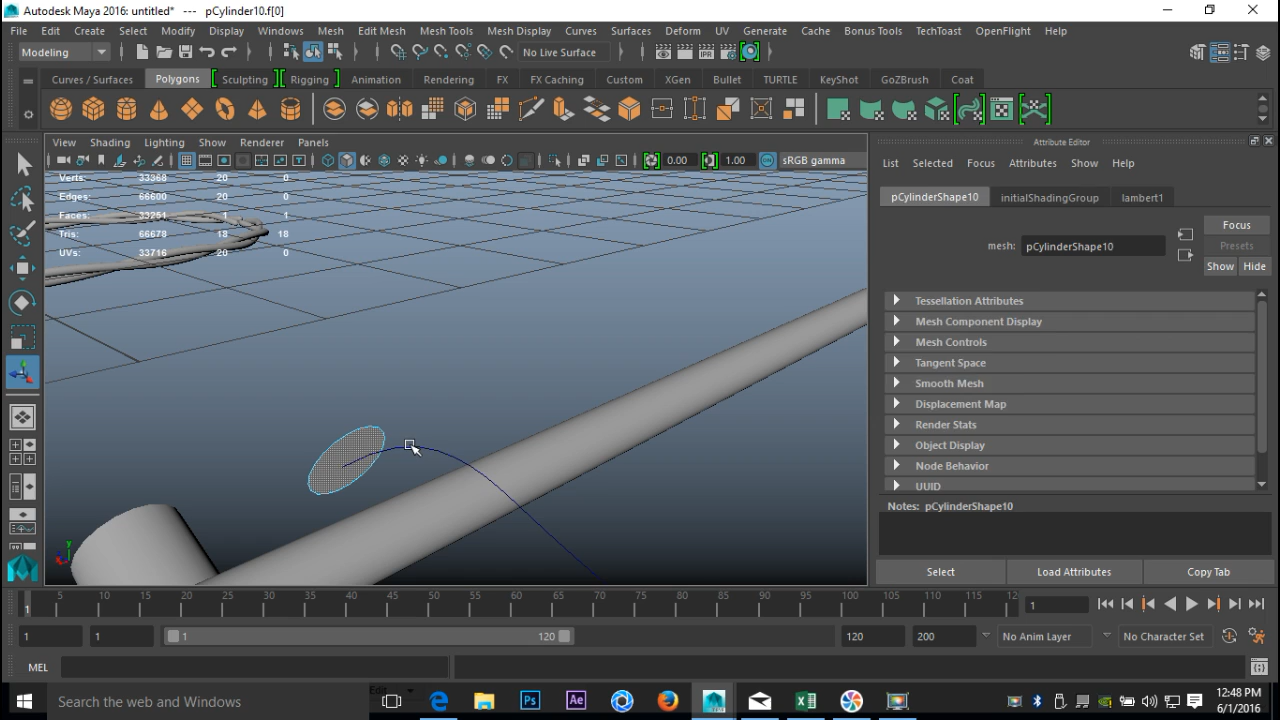 Autodesk Maya 2016: untitled*   ---   pCylinder10.f[0]
File Edit Create Select Modify Display Windows Mesh Edit Mesh Mesh Tools Mesh Display Curves Surfaces Deform UV Generate Cache Bonus Tools TechToast OpenFlight Help
Modeling No Live Surface
Curves / Surfaces Polygons Sculpting Rigging Animation Rendering FX FX Caching Custom XGen Bullet TURTLE KeyShot GoZBrush Coat
View Shading Lighting Show Renderer Panels Attribute Editor
0.00 1.00 sRGB gamma
List Selected Focus Attributes Show Help
Verts: 33368 20 0
Edges: 66600 20 0
Faces: 33251 1 1
Tris: 66678 18 18
UVs: 33716 20 0
pCylinderShape10 initialShadingGroup lambert1
Focus
mesh: pCylinderShape10 Presets
Show Hide
Tessellation Attributes
Mesh Component Display
Mesh Controls
Tangent Space
Smooth Mesh
Displacement Map
Render Stats
Object Display
Node Behavior
UUID
Notes: pCylinderShape10
Select Load Attributes Copy Tab
1 5 10 15 20 25 30 35 40 45 50 55 60 65 70 75 80 85 90 95 100 105 110 115 12 1
1 1 1 120 120 200 No Anim Layer No Character Set
MEL
Search the web and Windows Edit 12:48 PM
6/1/2016